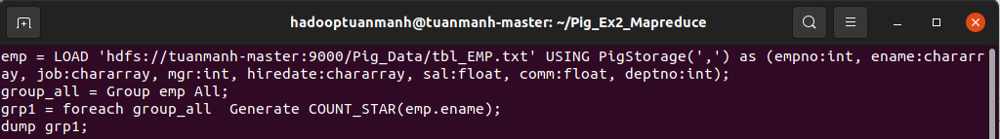 hadooptuanmanh@tuanmanh-master: ~/Pig_Ex2_Mapreduce
emp = LOAD 'hdfs://tuanmanh-master:9000/Pig_Data/tbl_EMP.txt' USING PigStorage(',') as (empno:int, ename:chararr
ay, job:chararray, mgr:int, hiredate:chararray, sal:float, comm:float, deptno:int);
group_all = Group emp All;
grp1 = foreach group_all  Generate COUNT_STAR(emp.ename);
dump grp1;